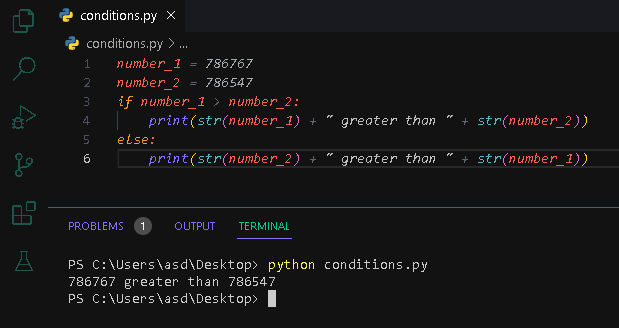 conditions.py ×
conditions.py > ...
1 number_1 = 786767
2 number_2 = 786547
3 if number_1 > number_2:
4     print(str(number_1) + " greater than " + str(number_2))
5 else:
6     print(str(number_2) + " greater than " + str(number_1))
PROBLEMS 1 OUTPUT TERMINAL
PS C:\Users\asd\Desktop> python conditions.py
786767 greater than 786547
PS C:\Users\asd\Desktop>